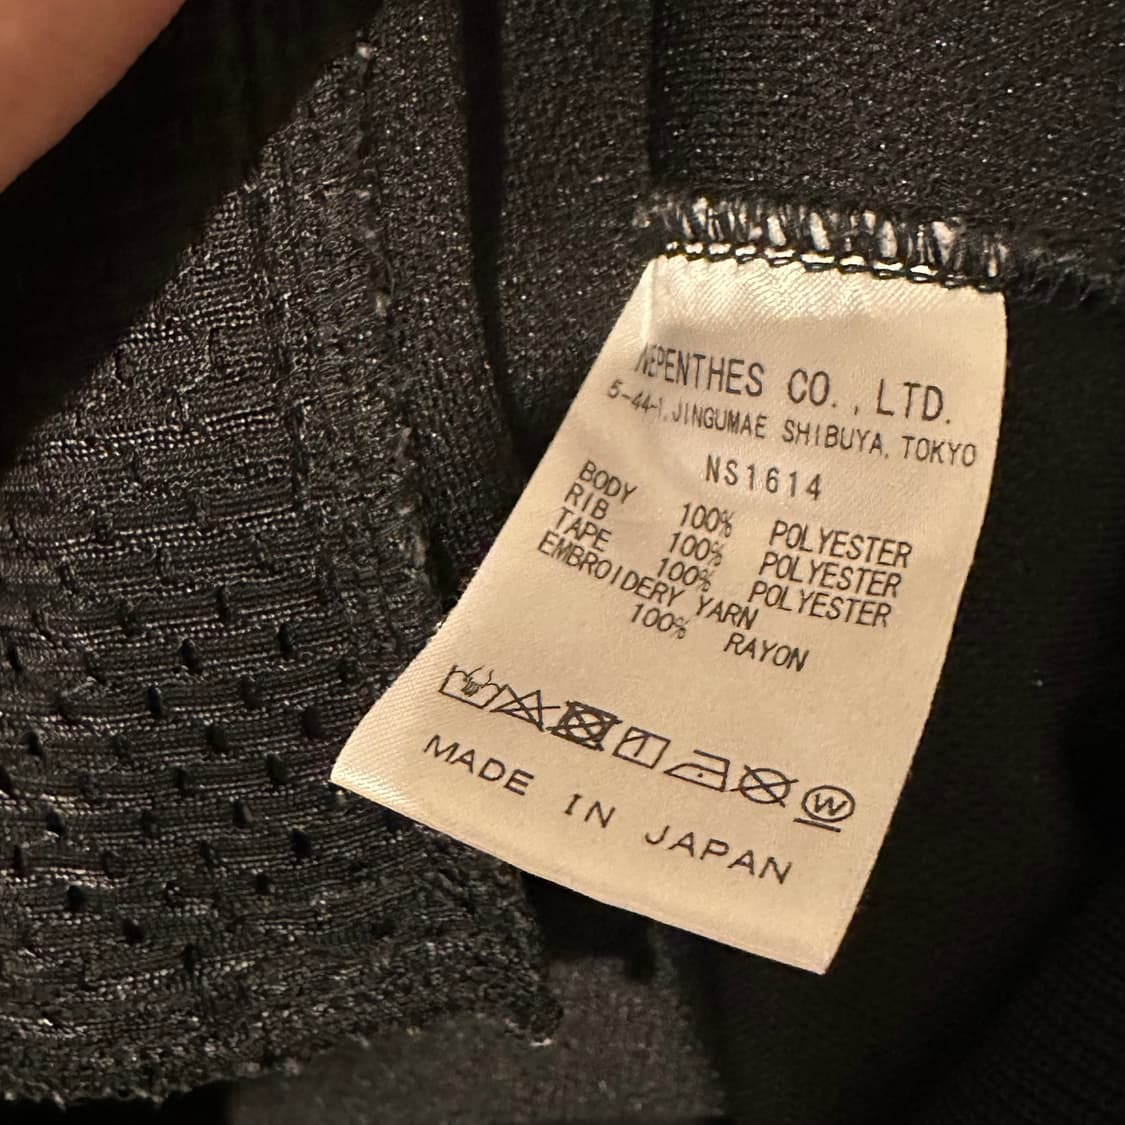 NEPENTHES CO., LTD.
5-44-1, JINGUMAE SHIBUYA, TOKYO
NS1614
BODY 100% POLYESTER
RIB 100% POLYESTER
TAPE 100% POLYESTER
EMBROIDERY YARN
100% RAYON
W
MADE IN JAPAN